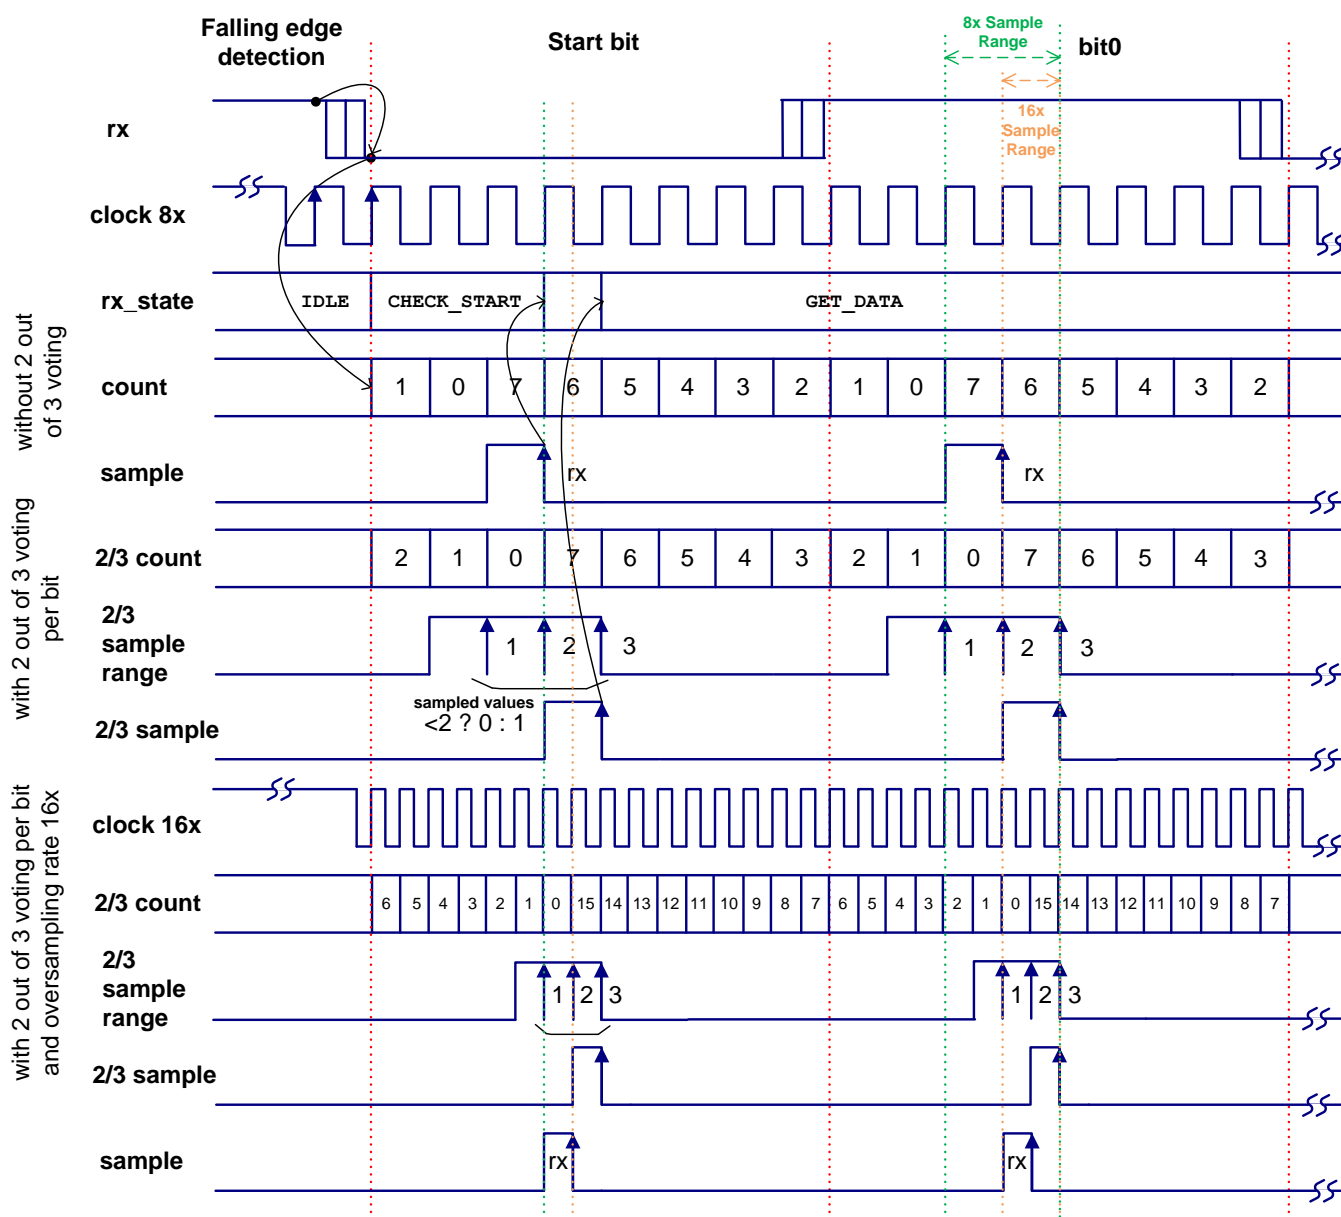 Falling edge
detection
Start bit
8x Sample
Range
bit0
16x
Sample
Range
rx
clock 8x
rx_state
IDLE
CHECK_START
GET_DATA
without 2 out
of 3 voting
count
1 0 7 6 5 4 3 2 1 0 7 6 5 4 3 2
sample
rx
rx
with 2 out of 3 voting
per bit
2/3 count
2 1 0 7 6 5 4 3 2 1 0 7 6 5 4 3
2/3
sample
range
1 2 3
1 2 3
sampled values
<2 ? 0 : 1
2/3 sample
with 2 out of 3 voting per bit
and oversampling rate 16x
clock 16x
2/3 count
6 5 4 3 2 1 0 15 14 13 12 11 10 9 8 7 6 5 4 3 2 1 0 15 14 13 12 11 10 9 8 7
2/3
sample
range
1 2 3
1 2 3
2/3 sample
sample
rx
rx